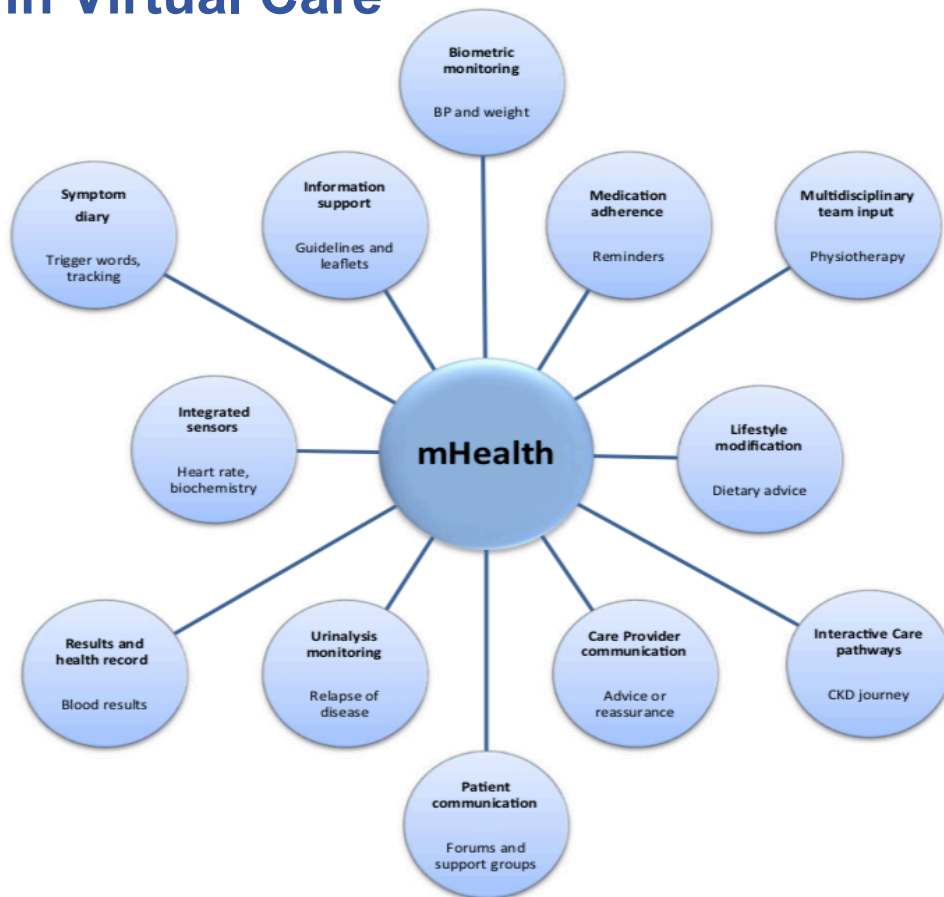 in Virtual Care
Biometric
monitoring
BP and weight
Symptom
diary
Trigger words,
tracking
Information
support
Guidelines and
leaflets
Medication
adherence
Reminders
Multidisciplinary
team input
Physiotherapy
Integrated
sensors
Heart rate,
biochemistry
mHealth
Lifestyle
modification
Dietary advice
Results and
health record
Blood results
Urinalysis
monitoring
Relapse of
disease
Care Provider
communication
Advice or
reassurance
Interactive Care
pathways
CKD journey
Patient
communication
Forums and
support groups